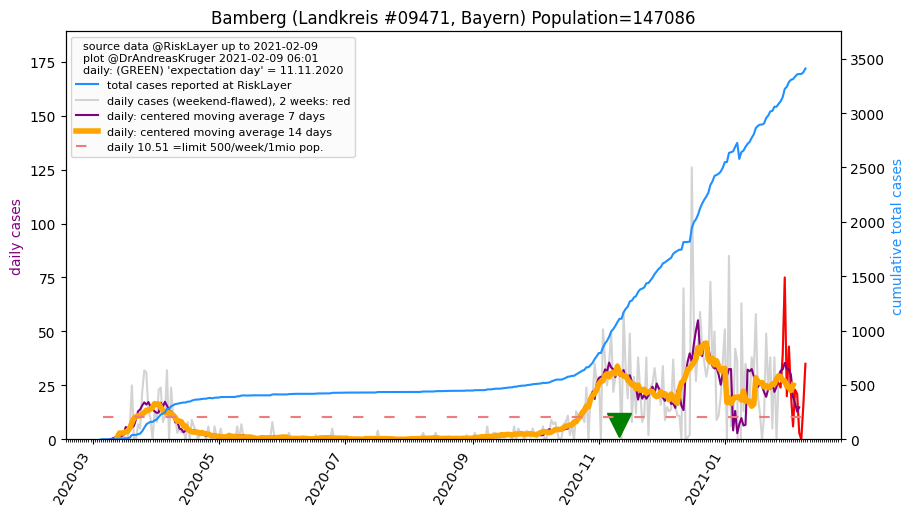 Bamberg (Landkreis #09471, Bayern) Population=147086
source data @RiskLayer up to 2021-02-09
plot @DrAndreasKruger 2021-02-09 06:01
daily: (GREEN) 'expectation day' = 11.11.2020
total cases reported at RiskLayer
daily cases (weekend-flawed), 2 weeks: red
daily: centered moving average 7 days
daily: centered moving average 14 days
daily 10.51 =limit 500/week/1mio pop.
daily cases
175
150
125
100
75
50
25
0
cumulative total cases
3500
3000
2500
2000
1500
1000
500
0
2020-03
2020-05
2020-07
2020-09
2020-11
2021-01